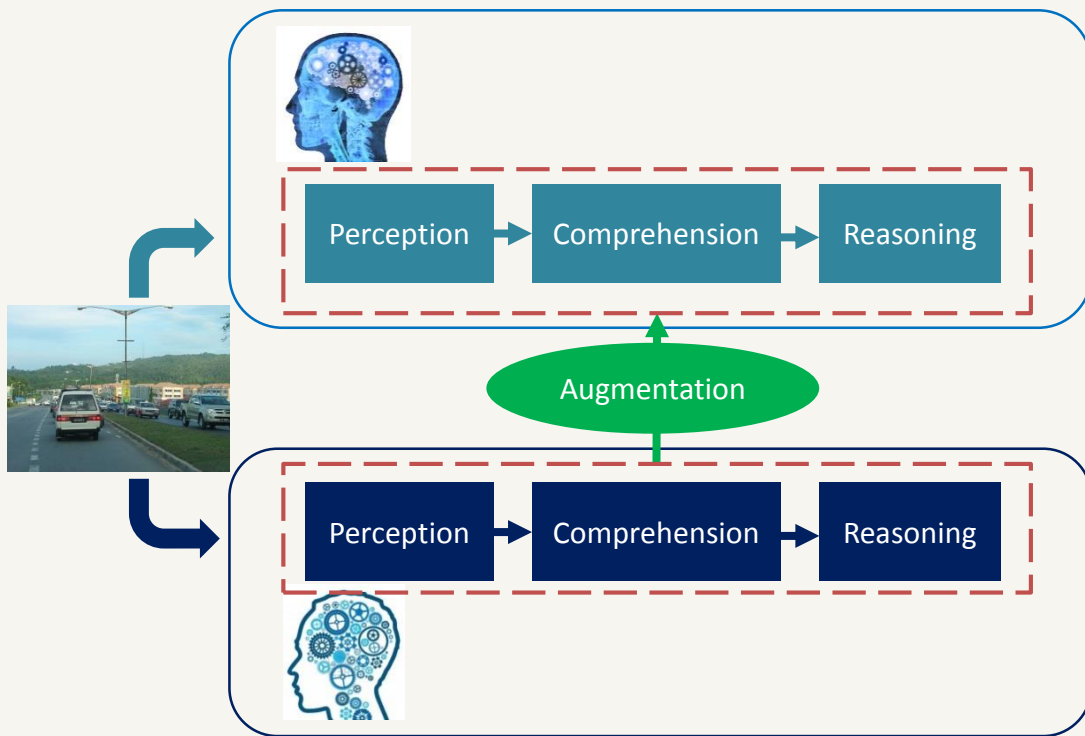 Perception
Comprehension
Reasoning
Augmentation
Perception
Comprehension
Reasoning